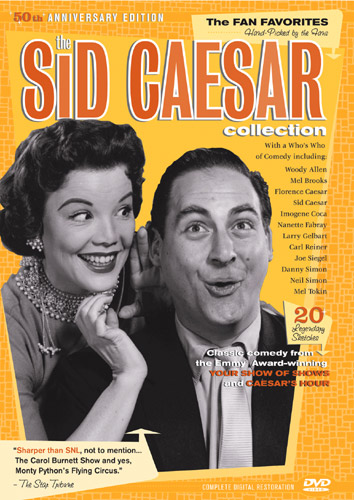 50th ANNIVERSARY EDITION
The FAN FAVORITES
Hand-Picked by the Fans
the
SiD CAESAR
collection
With a Who's Who
of Comedy including:
Woody Allen
Mel Brooks
Florence Caesar
Sid Caesar
Imogene Coca
Nanette Fabray
Larry Gelbart
Carl Reiner
Joe Siegel
Danny Simon
Neil Simon
Mel Tokin
20
Legendary
Sketches
Classic comedy from
the Emmy Award-winning
YOUR SHOW OF SHOWS
and CAESAR'S HOUR
"Sharper than SNL, not to mention...
The Carol Burnett Show and yes,
Monty Python's Flying Circus."
- The Star Tribune
COMPLETE DIGITAL RESTORATION
DVD
VIDEO